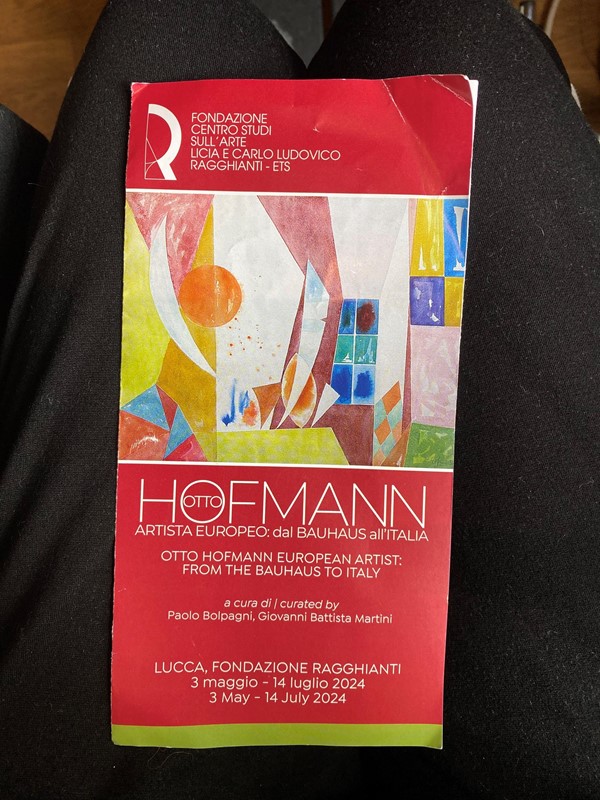 FONDAZIONE
CENTRO STUDI
SULL'ARTE
LICIA E CARLO LUDOVICO
RAGGHIANTI - ETS
HOFMANN
OTTO
ARTISTA EUROPEO: dal BAUHAUS all'ITALIA
OTTO HOFMANN EUROPEAN ARTIST:
FROM THE BAUHAUS TO ITALY
a cura di | curated by
Paolo Bolpagni, Giovanni Battista Martini
LUCCA, FONDAZIONE RAGGHIANTI
3 maggio - 14 luglio 2024
3 May - 14 July 2024